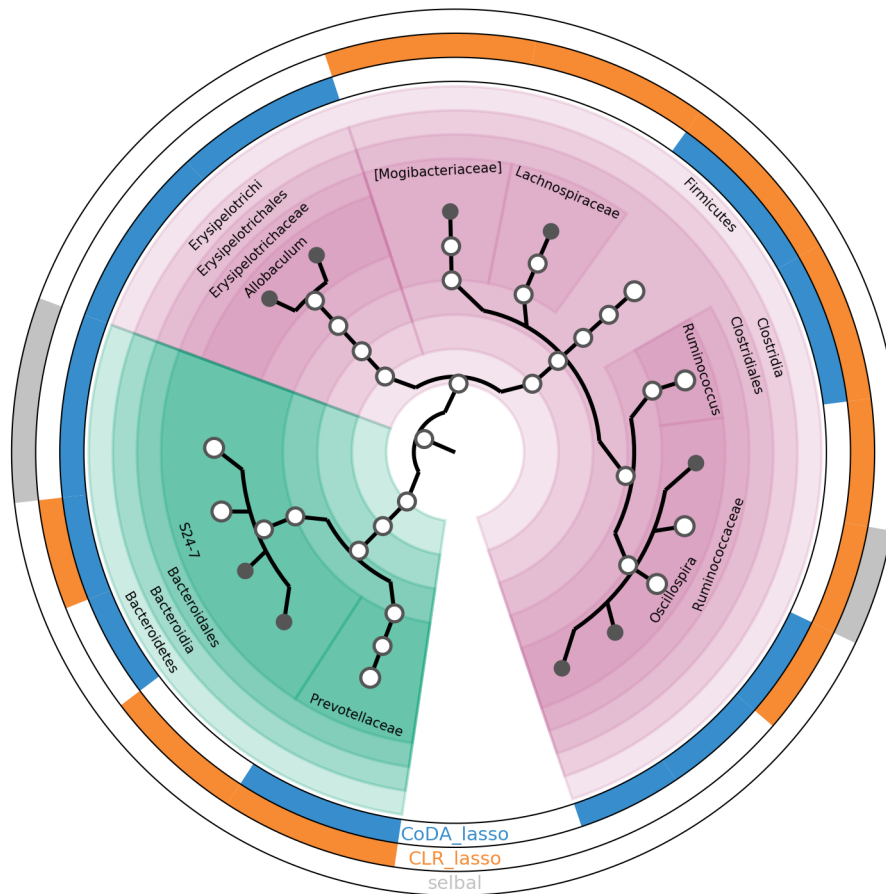 [Mogibacteriaceae]
Lachnospiraceae
Firmicutes
Erysipelotrichi
Erysipelotrichales
Erysipelotrichaceae
Allobaculum
Clostridia
Clostridiales
Ruminococcus
Ruminococcaceae
Oscillospira
S24-7
Bacteroidales
Bacteroidia
Bacteroidetes
Prevotellaceae
CoDA_lasso
CLR_lasso
selbal